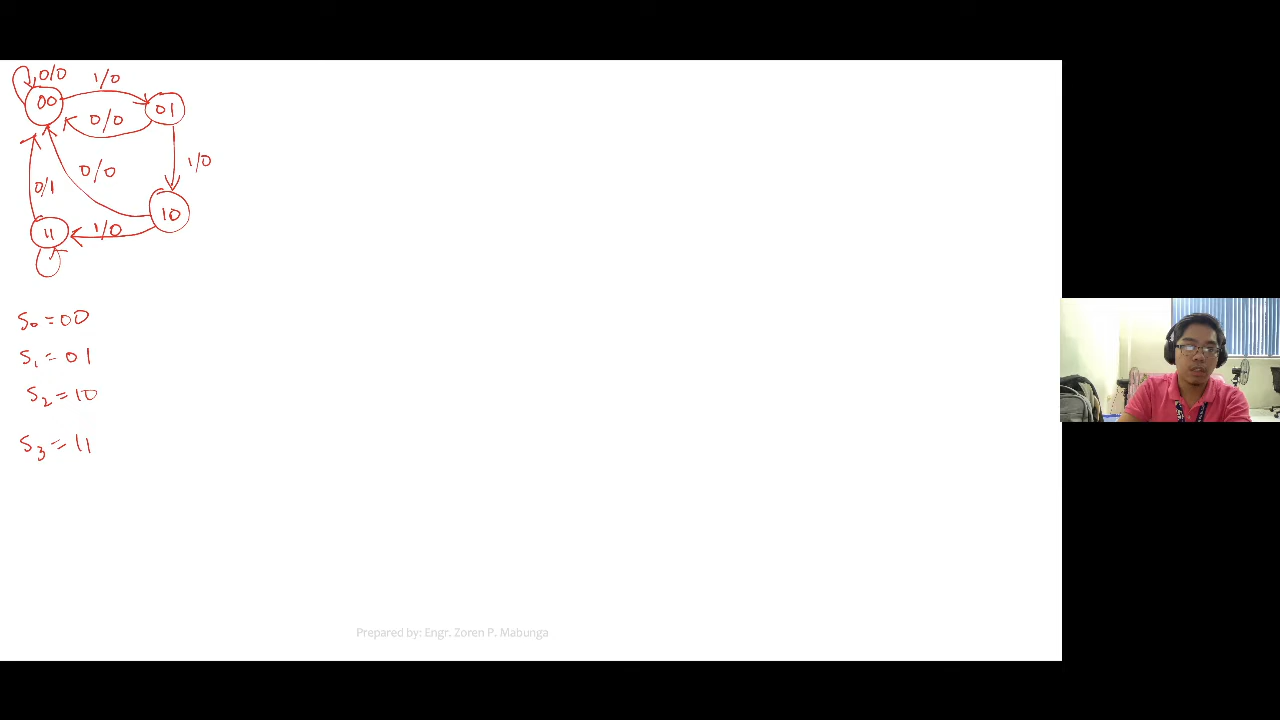 0/0
1/0
00
01
0/0
1/0
0/0
0/1
10
11
1/0
S0 = 00
S1 = 01
S2 = 10
S3 = 11
Prepared by: Engr. Zoren P. Mabunga